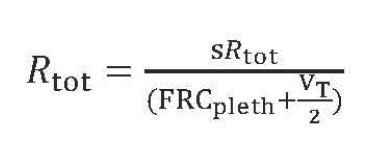 R_tot = sR_tot / (FRC_pleth+V_T/2)